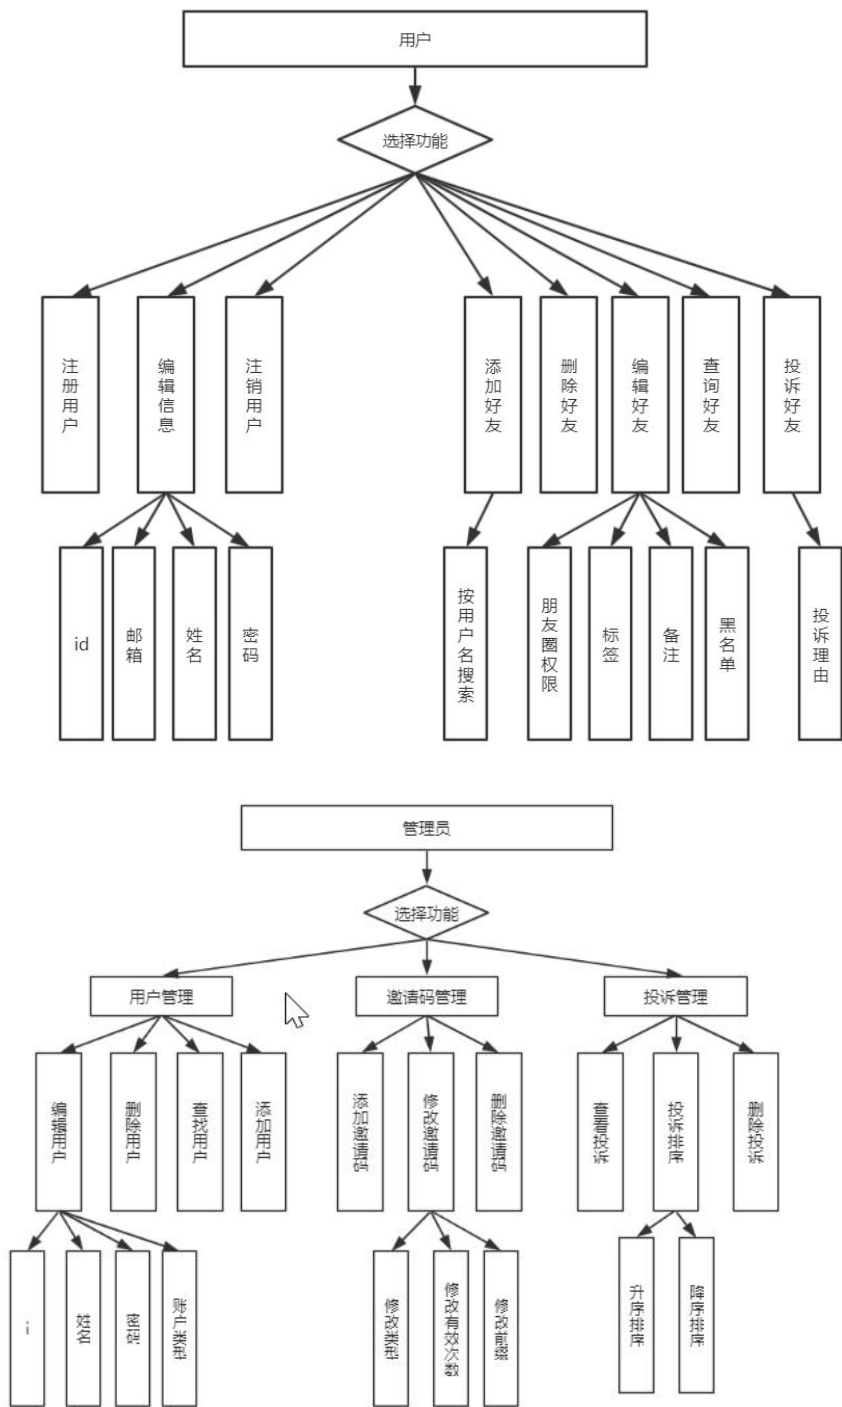 用户
选择功能
注册用户
编辑信息
注销用户
添加好友
删除好友
编辑好友
查询好友
投诉好友
id
邮箱
姓名
密码
按用户名搜索
朋友圈权限
标签
备注
黑名单
投诉理由
管理员
选择功能
用户管理
邀请码管理
投诉管理
编辑用户
删除用户
查找用户
添加用户
添加邀请码
修改邀请码
删除邀请码
查看投诉
投诉排序
删除投诉
i
姓名
密码
账户类型
修改类型
修改有效次数
修改前缀
升序排序
降序排序